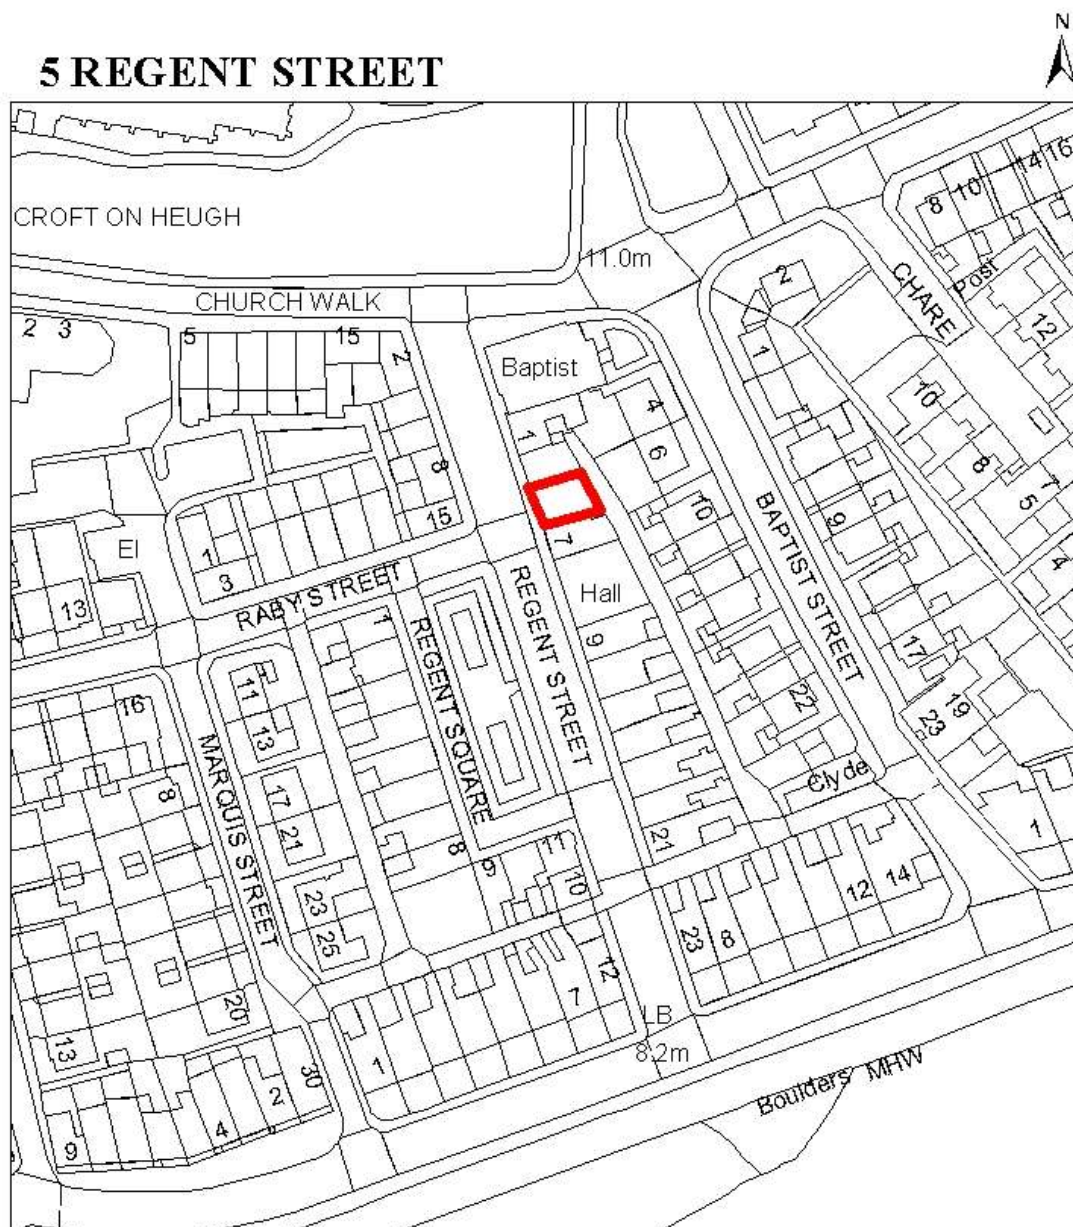 N
5 REGENT STREET
8 10 14 16
CROFT ON HEUGH
11.0m
2
CHARE
Post
12
CHURCH WALK
2 3
5
15
2
Baptist
1
10
4
1
6
8
8
15
10
9
7
5
1
BAPTIST STREET
El
1
3
7
13
RABY STREET
REGENT STREET
Hall
4
1
REGENT SQUARE
9
17
11
13
16
22
19
23
MARQUIS STREET
8
17
21
Clyde
8
9
11
10
21
1
12
14
23
25
23
8
12
7
20
LB
8.2m
13
1
30
2
4
9
Boulders MHW